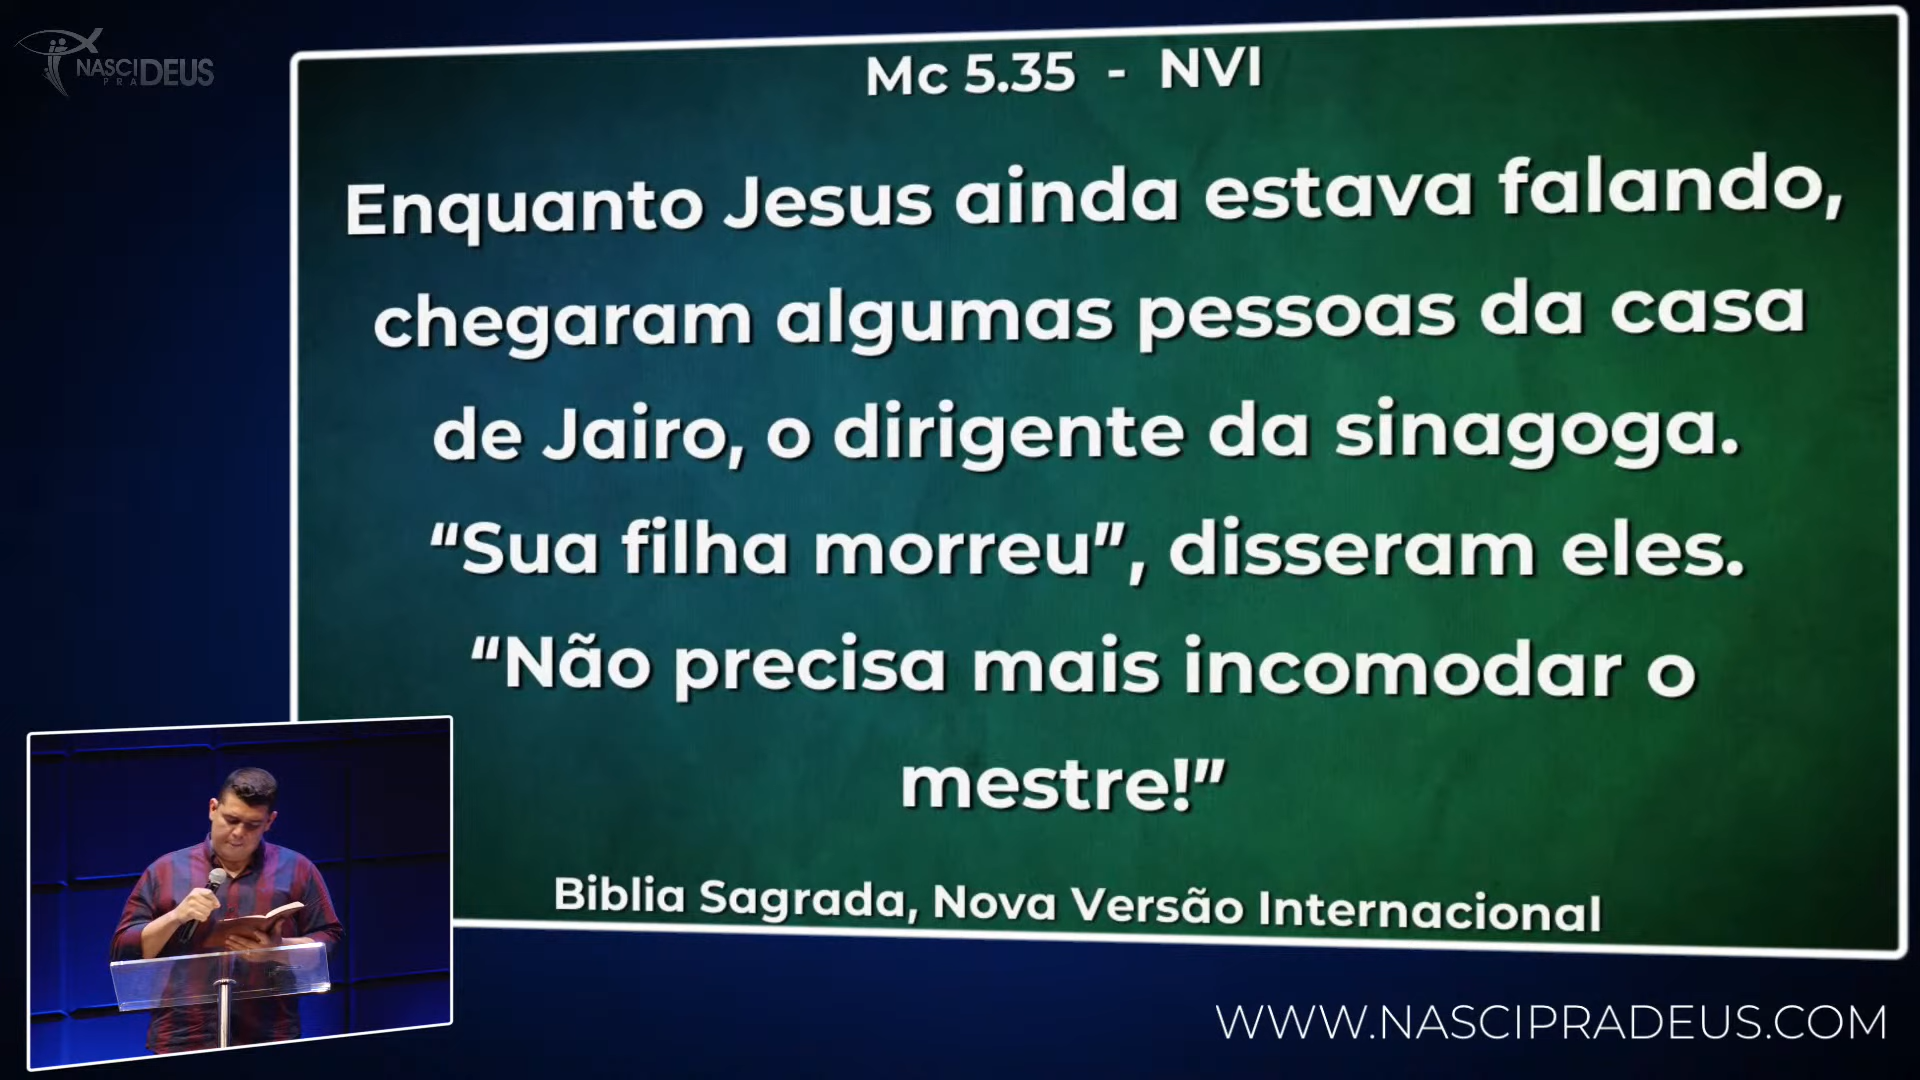 NASCI PRA DEUS
Mc 5.35 - NVI
Enquanto Jesus ainda estava falando,
chegaram algumas pessoas da casa
de Jairo, o dirigente da sinagoga.
“Sua filha morreu”, disseram eles.
“Não precisa mais incomodar o
mestre!”
Biblia Sagrada, Nova Versão Internacional
WWW.NASCIPRADEUS.COM